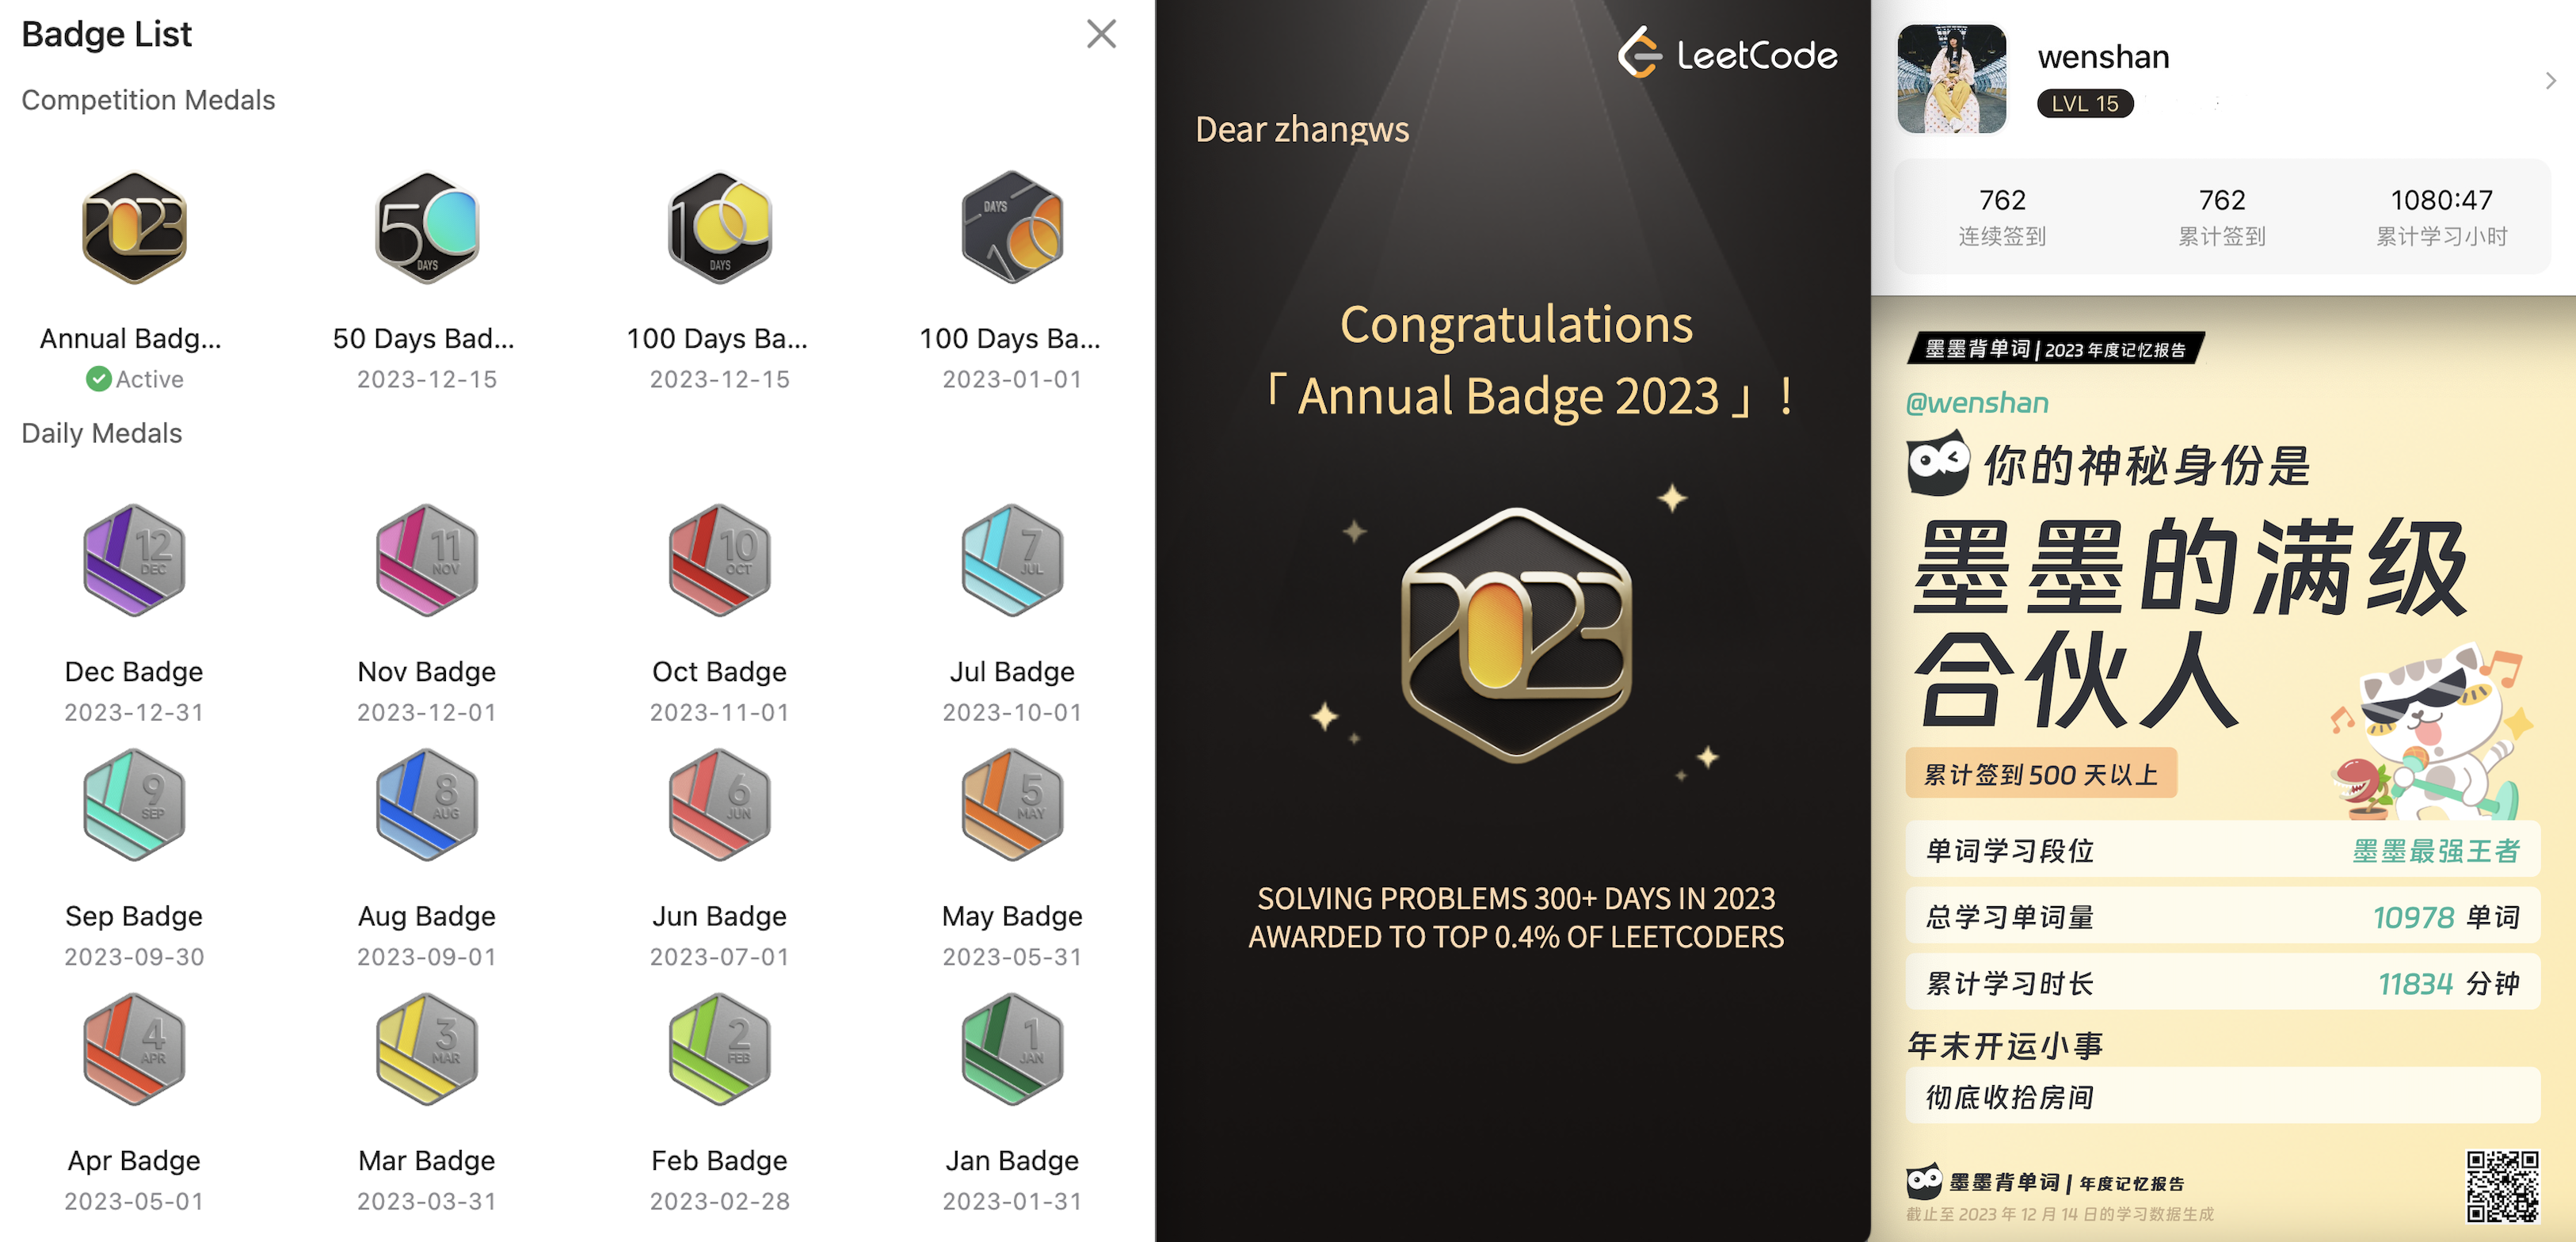 Badge List
Competition Medals
2023
50 DAYS
100 DAYS
DAYS
Annual Badg...
50 Days Bad...
100 Days Ba...
100 Days Ba...
Active
2023-12-15
2023-12-15
2023-01-01
Daily Medals
12 DEC
11 NOV
10 OCT
7 JUL
Dec Badge
Nov Badge
Oct Badge
Jul Badge
2023-12-31
2023-12-01
2023-11-01
2023-10-01
9 SEP
8 AUG
6 JUN
5 MAY
Sep Badge
Aug Badge
Jun Badge
May Badge
2023-09-30
2023-09-01
2023-07-01
2023-05-31
4 APR
3 MAR
2 FEB
1 JAN
Apr Badge
Mar Badge
Feb Badge
Jan Badge
2023-05-01
2023-03-31
2023-02-28
2023-01-31
LeetCode
Dear zhangws
Congratulations
「 Annual Badge 2023 」 !
2023
SOLVING PROBLEMS 300+ DAYS IN 2023
AWARDED TO TOP 0.4% OF LEETCODERS
wenshan
LVL 15
762
762
1080:47
连续签到
累计签到
累计学习小时
墨墨背单词 | 2023 年度记忆报告
@wenshan
你的神秘身份是
墨墨的满级
合伙人
累计签到 500 天以上
单词学习段位 墨墨最强王者
总学习单词量 10978 单词
累计学习时长 11834 分钟
年末开运小事
彻底收拾房间
墨墨背单词 | 年度记忆报告
截止至 2023 年 12 月 14 日的学习数据生成